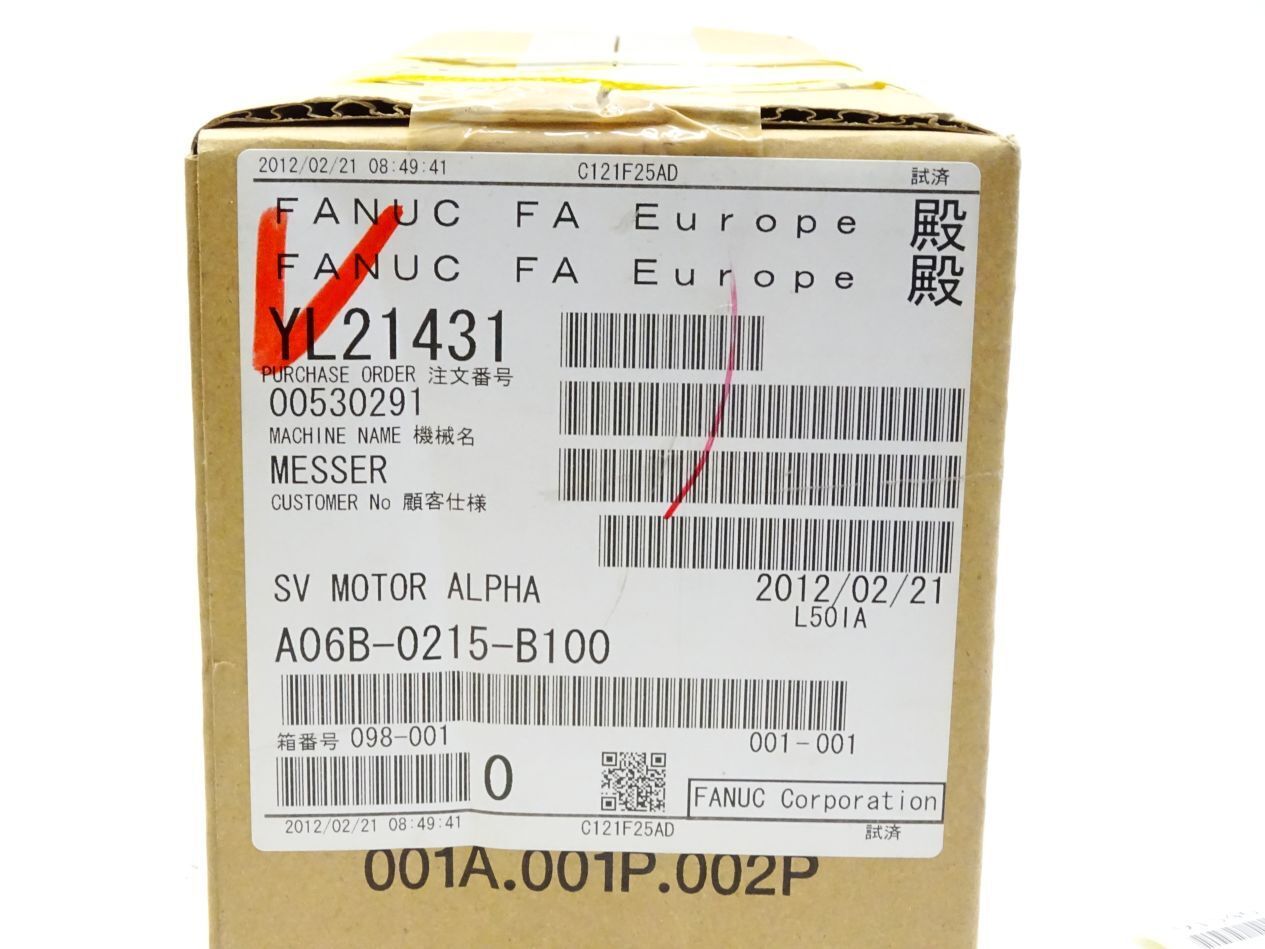 2012/02/21 08:49:41 C121F25AD 試済
FANUC FA Europe 殿
FANUC FA Europe 殿
YL21431
PURCHASE ORDER 注文番号
00530291
MACHINE NAME 機械名
MESSER
CUSTOMER No 顧客仕様
SV MOTOR ALPHA 2012/02/21
L50IA
A06B-0215-B100
箱番号 098-001 001-001
0
FANUC Corporation
2012/02/21 08:49:41 C121F25AD 試済
001A.001P.002P